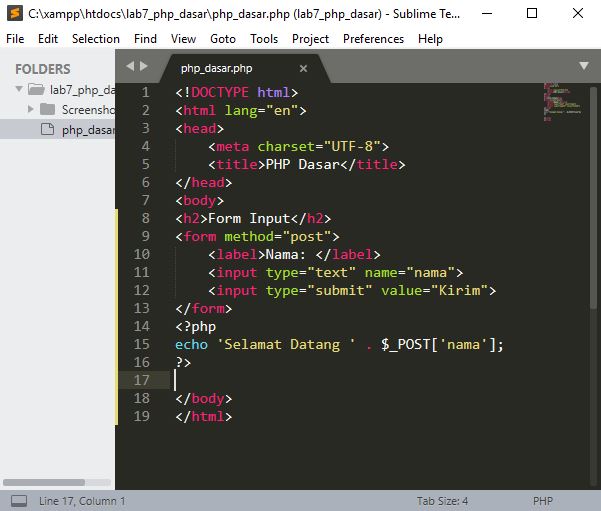 C:\xampp\htdocs\lab7_php_dasar\php_dasar.php (lab7_php_dasar) - Sublime Te...
File Edit Selection Find View Goto Tools Project Preferences Help
FOLDERS
lab7_php_da
Screensho
php_dasar
php_dasar.php
1 <!DOCTYPE html>
2 <html lang="en">
3 <head>
4 <meta charset="UTF-8">
5 <title>PHP Dasar</title>
6 </head>
7 <body>
8 <h2>Form Input</h2>
9 <form method="post">
10 <label>Nama: </label>
11 <input type="text" name="nama">
12 <input type="submit" value="Kirim">
13 </form>
14 <?php
15 echo 'Selamat Datang ' . $_POST['nama'];
16 ?>
17
18 </body>
19 </html>
Line 17, Column 1
Tab Size: 4
PHP